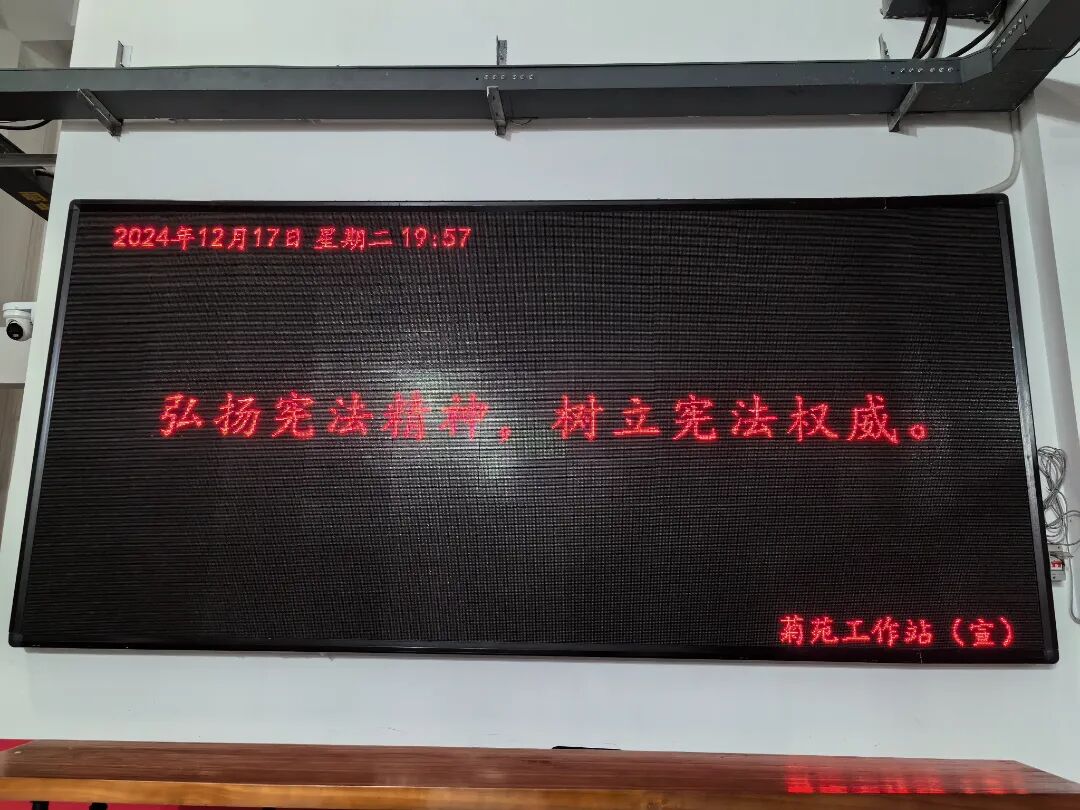 2024年12月17日 星期二 19:57
弘扬宪法精神，树立宪法权威。
菊苑工作站（宣）